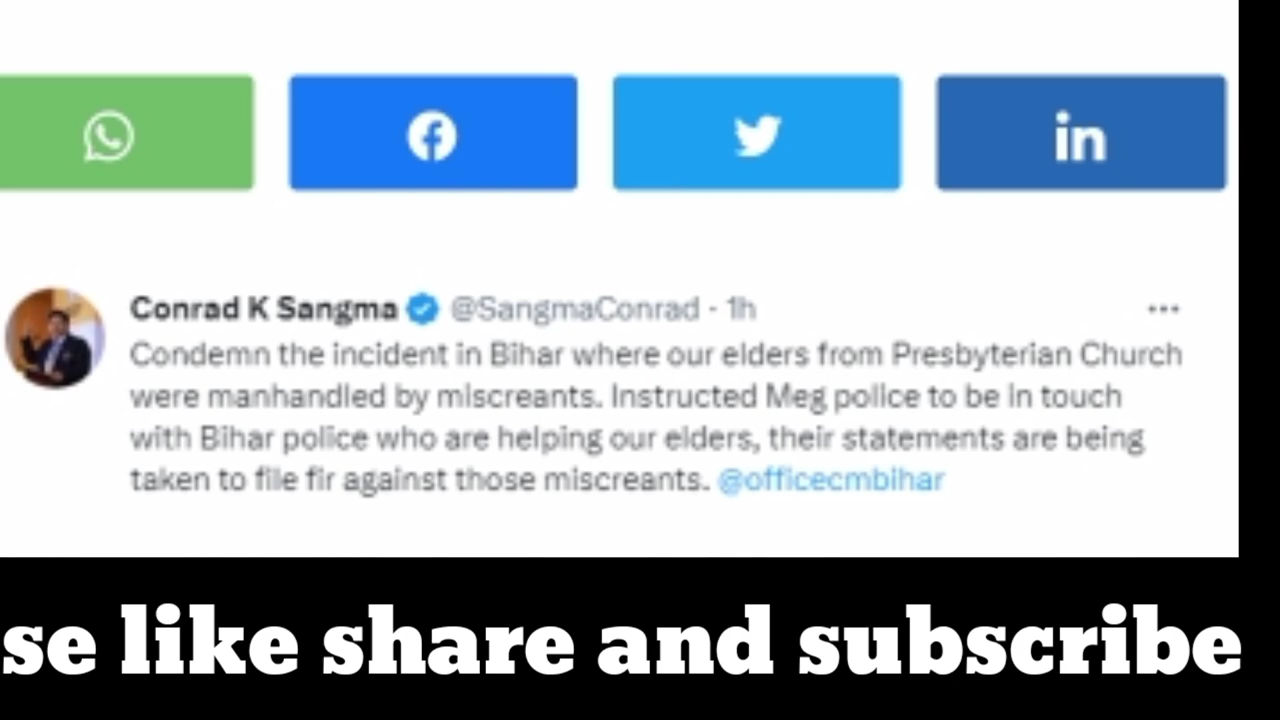 in
Conrad K Sangma @SangmaConrad · 1h
Condemn the incident in Bihar where our elders from Presbyterian Church
were manhandled by miscreants. Instructed Meg police to be in touch
with Bihar police who are helping our elders, their statements are being
taken to file fir against those miscreants. @officecmbihar
se like share and subscribe